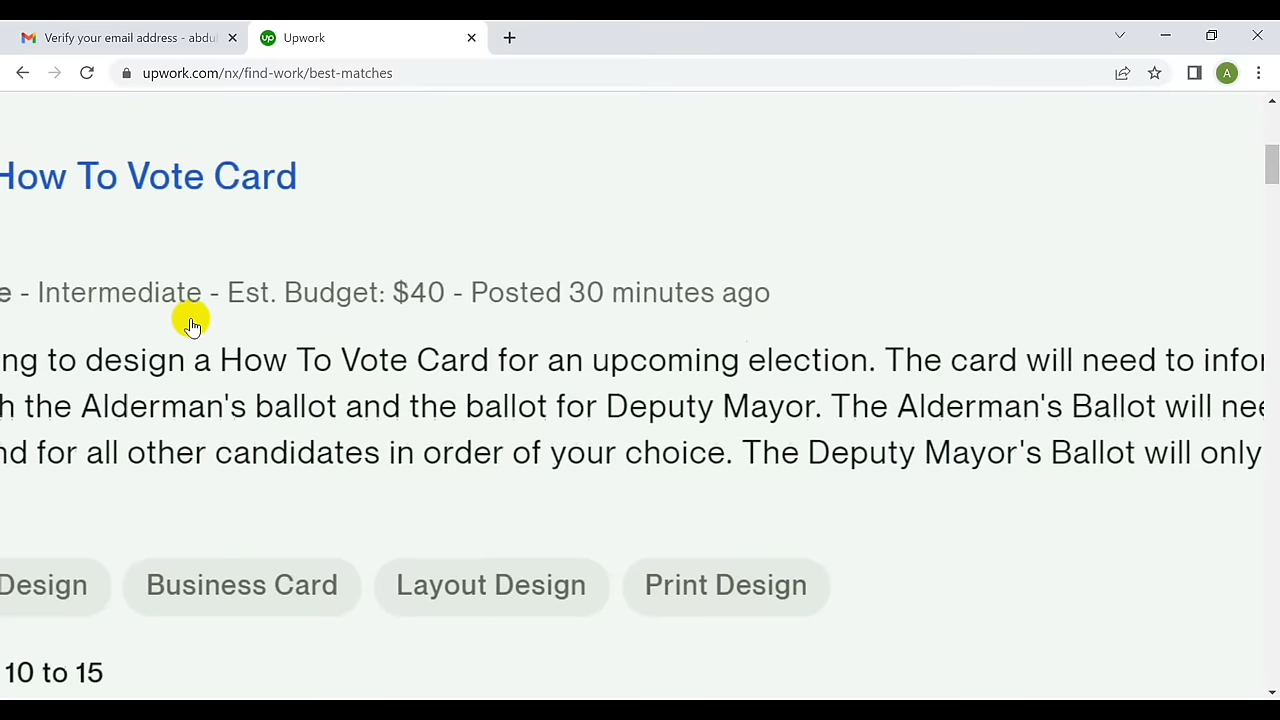 Verify your email address - abdul
Upwork
upwork.com/nx/find-work/best-matches
A
How To Vote Card
- Intermediate - Est. Budget: $40 - Posted 30 minutes ago
to design a How To Vote Card for an upcoming election. The card will need to
the Alderman's ballot and the ballot for Deputy Mayor. The Alderman's Ballot will
for all other candidates in order of your choice. The Deputy Mayor's Ballot will only
Design
Business Card
Layout Design
Print Design
10 to 15